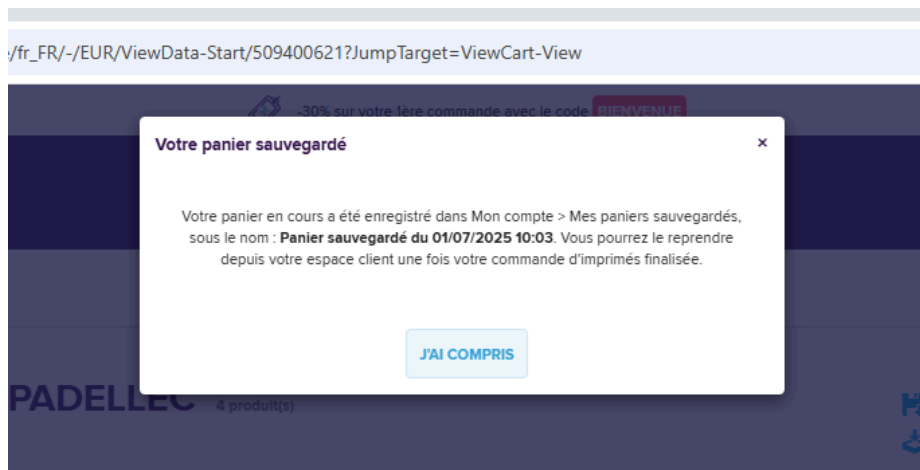 /fr_FR/-/EUR/ViewData-Start/509400621?JumpTarget=ViewCart-View
-30% sur votre 1ère commande avec le code BIENVENUE
Votre panier sauvegardé ×
Votre panier en cours a été enregistré dans Mon compte > Mes paniers sauvegardés,
sous le nom : Panier sauvegardé du 01/07/2025 10:03. Vous pourrez le reprendre
depuis votre espace client une fois votre commande d'imprimés finalisée.
J'AI COMPRIS
PADELLEC 4 produit(s)